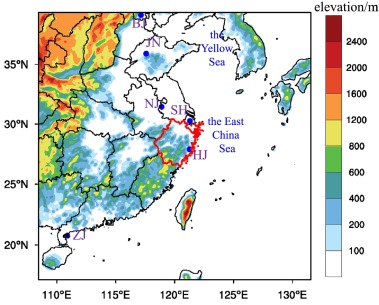 elevation/m
BJ
the
Yellow
Sea
JN
NJ
SH
the East
China
Sea
HJ
ZJ
35°N
30°N
25°N
20°N
110°E
115°E
120°E
125°E
130°E
2400
2000
1600
1200
800
600
400
200
100